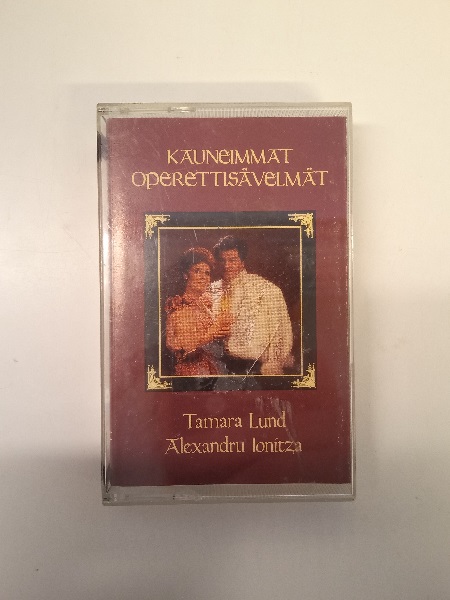 KAUNEIMMAT
OPERETTISÄVELMÄT
Tamara Lund
Alexandru Ionitza